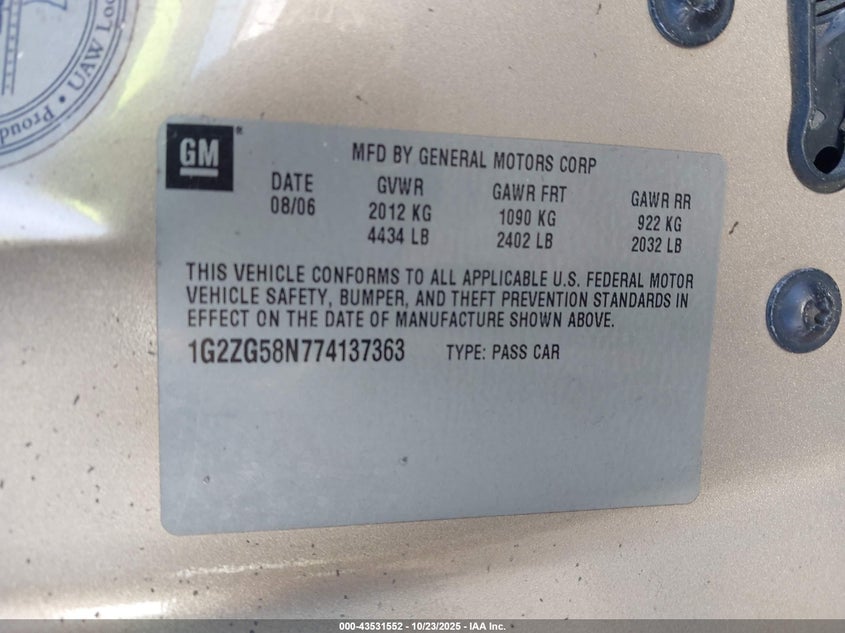 Proud
UAW Loc
GM ®
MFD BY GENERAL MOTORS CORP
DATE GVWR GAWR FRT GAWR RR
08/06 2012 KG 1090 KG 922 KG
4434 LB 2402 LB 2032 LB
THIS VEHICLE CONFORMS TO ALL APPLICABLE U.S. FEDERAL MOTOR
VEHICLE SAFETY, BUMPER, AND THEFT PREVENTION STANDARDS IN
EFFECT ON THE DATE OF MANUFACTURE SHOWN ABOVE.
1G2ZG58N774137363 TYPE: PASS CAR
000-43531552 | 10/23/2025 - IAA Inc.